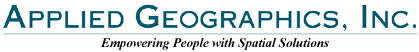 APPLIED GEOGRAPHICS, INC.
Empowering People with Spatial Solutions